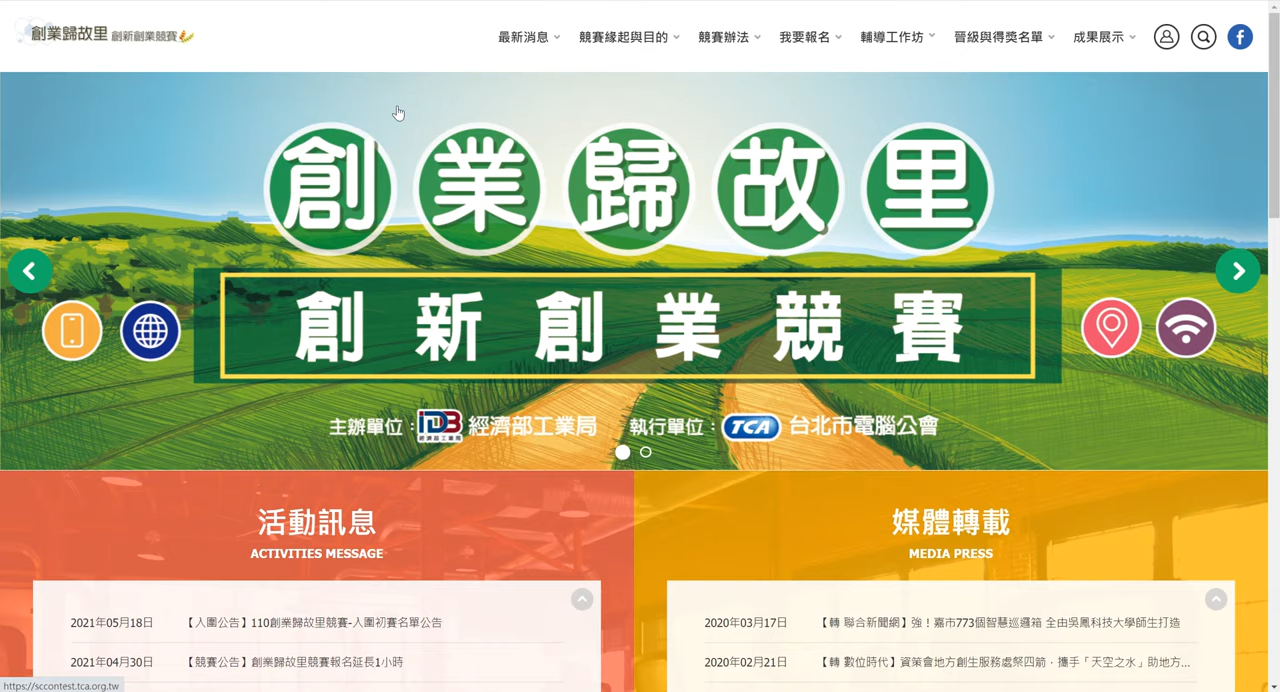 創業歸故里 創新創業競賽
最新消息 競賽緣起與目的 競賽辦法 我要報名 輔導工作坊 晉級與得獎名單 成果展示
創業歸故里
創新創業競賽
主辦單位：IDB 經濟部工業局 經濟部工業局 執行單位：TCA 台北市電腦公會
活動訊息
ACTIVITIES MESSAGE
2021年05月18日 【入圍公告】110創業歸故里競賽-入圍初賽名單公告
2021年04月30日 【競賽公告】創業歸故里競賽報名延長1小時
媒體轉載
MEDIA PRESS
2020年03月17日 【轉 聯合新聞網】強！嘉市773個智慧巡邏箱 全由吳鳳科技大學師生打造
2020年02月21日 【轉 數位時代】資策會地方創生服務處祭四箭，攜手「天空之水」助地方...
https://sccontest.tca.org.tw